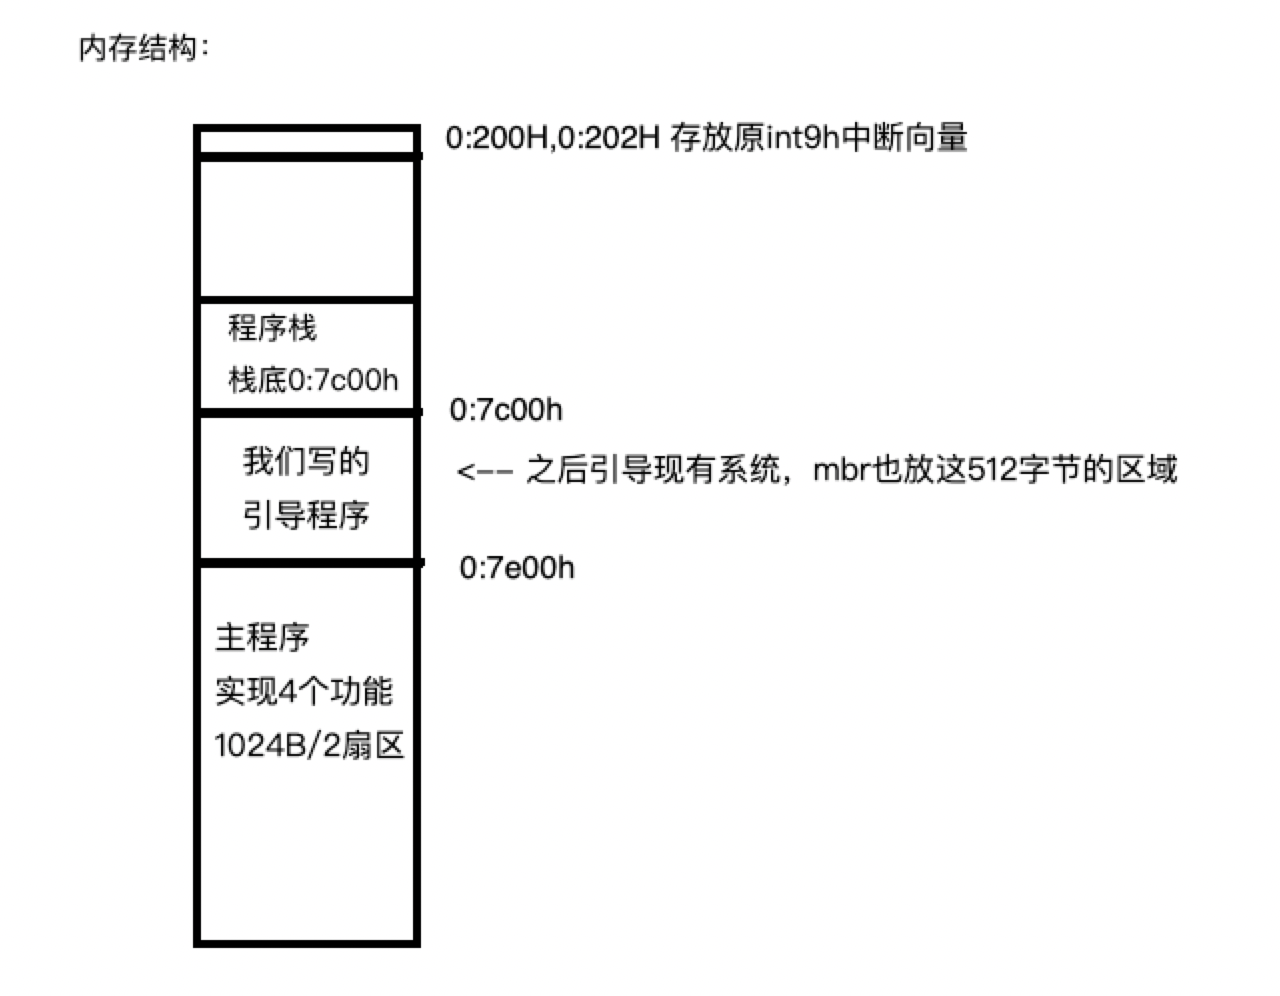 内存结构：
0:200H,0:202H 存放原int9h中断向量
程序栈
栈底0:7c00h
0:7c00h
我们写的
引导程序
<-- 之后引导现有系统，mbr也放这512字节的区域
0:7e00h
主程序
实现4个功能
1024B/2扇区